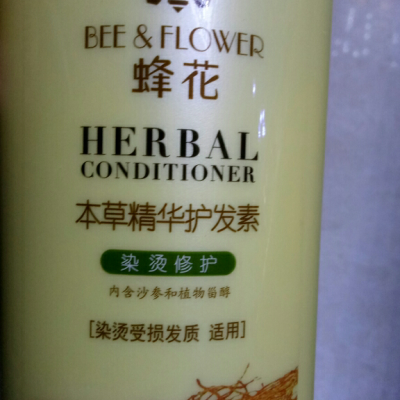 BEE & FLOWER
蜂花
HERBAL
CONDITIONER
本草精华护发素
染烫修护
内含沙参和植物甾醇
[染烫受损发质 适用]